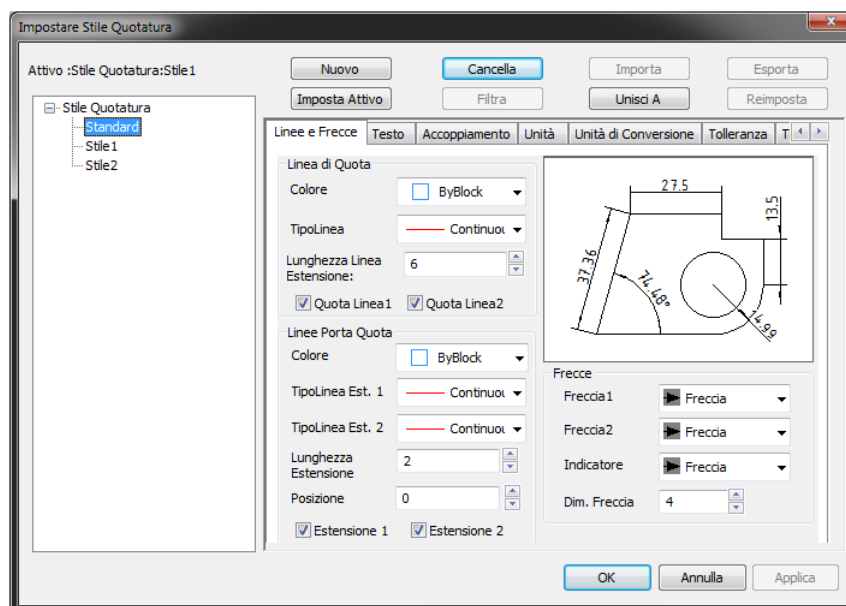 Impostare Stile Quotatura
Attivo :Stile Quotatura:Stile1
Nuovo
Cancella
Importa
Esporta
Imposta Attivo
Filtra
Unisci A
Reimposta
Stile Quotatura
Standard
Stile1
Stile2
Linee e Frecce
Testo
Accoppiamento
Unità
Unità di Conversione
Tolleranza
T
Linea di Quota
Colore
ByBlock
TipoLinea
Continuou
Lunghezza Linea
Estensione:
6
Quota Linea1
Quota Linea2
Linee Porta Quota
Colore
ByBlock
TipoLinea Est. 1
Continuou
TipoLinea Est. 2
Continuou
Lunghezza
Estensione
2
Posizione
0
Estensione 1
Estensione 2
27.5
13.5
37.36
74.48°
14.99
Frecce
Freccia1
Freccia
Freccia2
Freccia
Indicatore
Freccia
Dim. Freccia
4
OK
Annulla
Applica